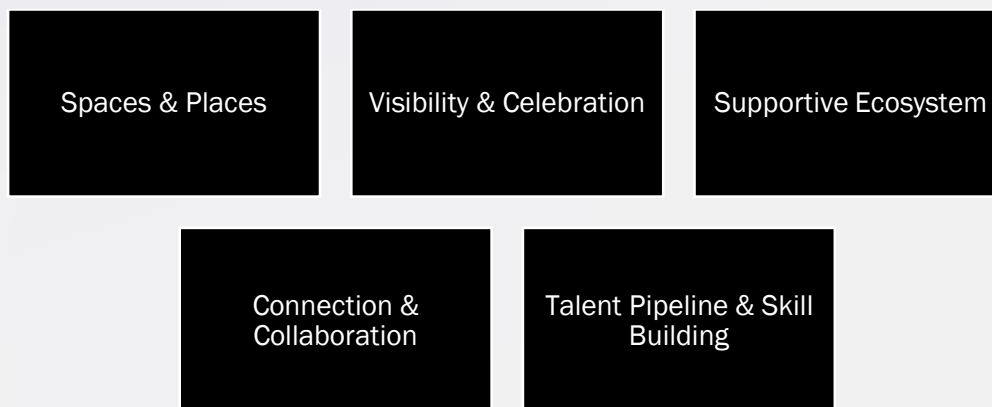 Spaces & Places
Visibility & Celebration
Supportive Ecosystem
Connection &
Collaboration
Talent Pipeline & Skill
Building